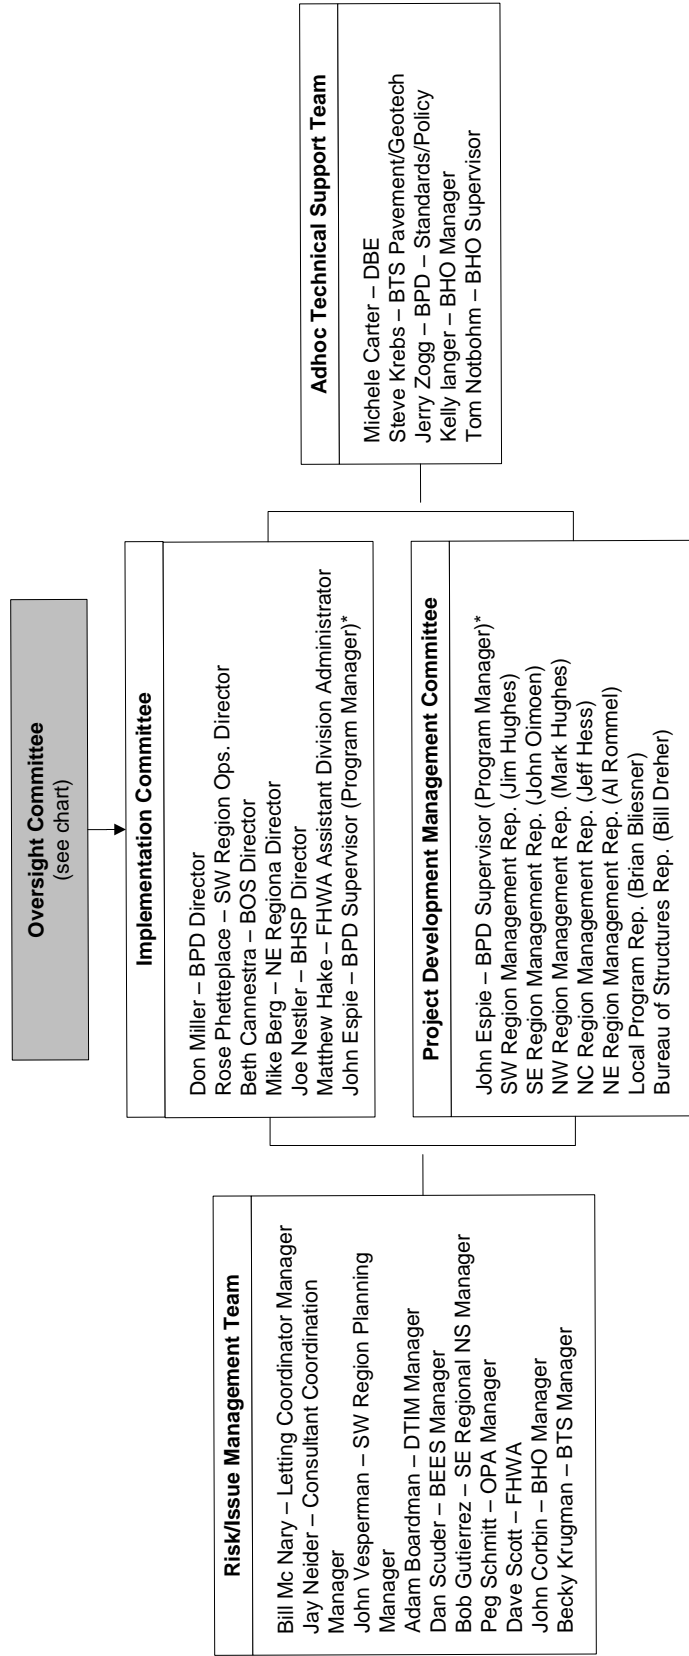 Oversight Committee
(see chart)
Implementation Committee
Don Miller – BPD Director
Rose Phetteplace – SW Region Ops. Director
Beth Cannestra – BOS Director
Mike Berg – NE Regiona Director
Joe Nestler – BHSP Director
Matthew Hake – FHWA Assistant Division Administrator
John Espie – BPD Supervisor (Program Manager)*
Project Development Management Committee
John Espie – BPD Supervisor (Program Manager)*
SW Region Management Rep. (Jim Hughes)
SE Region Management Rep. (John Oimoen)
NW Region Management Rep. (Mark Hughes)
NC Region Management Rep. (Jeff Hess)
NE Region Management Rep. (Al Rommel)
Local Program Rep. (Brian Bliesner)
Bureau of Structures Rep. (Bill Dreher)
Risk/Issue Management Team
Bill Mc Nary – Letting Coordinator Manager
Jay Neider – Consultant Coordination
Manager
John Vesperman – SW Region Planning
Manager
Adam Boardman – DTIM Manager
Dan Scuder – BEES Manager
Bob Gutierrez – SE Regional NS Manager
Peg Schmitt – OPA Manager
Dave Scott – FHWA
John Corbin – BHO Manager
Becky Krugman – BTS Manager
Adhoc Technical Support Team
Michele Carter – DBE
Steve Krebs – BTS Pavement/Geotech
Jerry Zogg – BPD – Standards/Policy
Kelly langer – BHO Manager
Tom Notbohm – BHO Supervisor